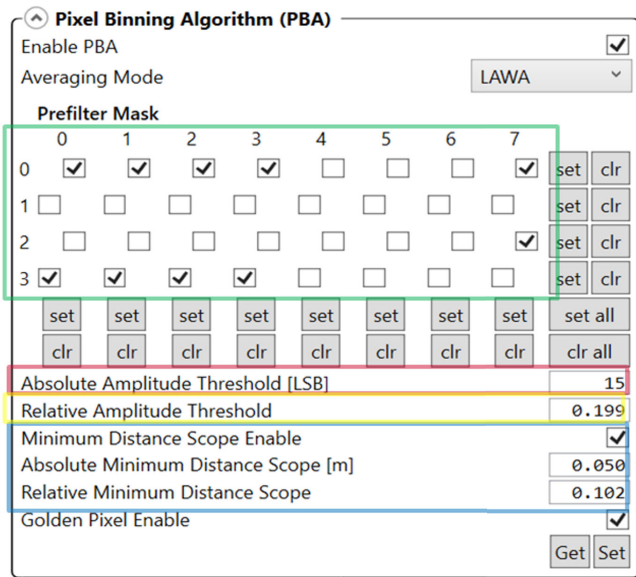 Pixel Binning Algorithm (PBA)
Enable PBA
Averaging Mode LAWA
Prefilter Mask
0 1 2 3 4 5 6 7
0 set clr
1 set clr
2 set clr
3 set clr
set set set set set set set set set all
clr clr clr clr clr clr clr clr clr all
Absolute Amplitude Threshold [LSB] 15
Relative Amplitude Threshold 0.199
Minimum Distance Scope Enable
Absolute Minimum Distance Scope [m] 0.050
Relative Minimum Distance Scope 0.102
Golden Pixel Enable
Get Set